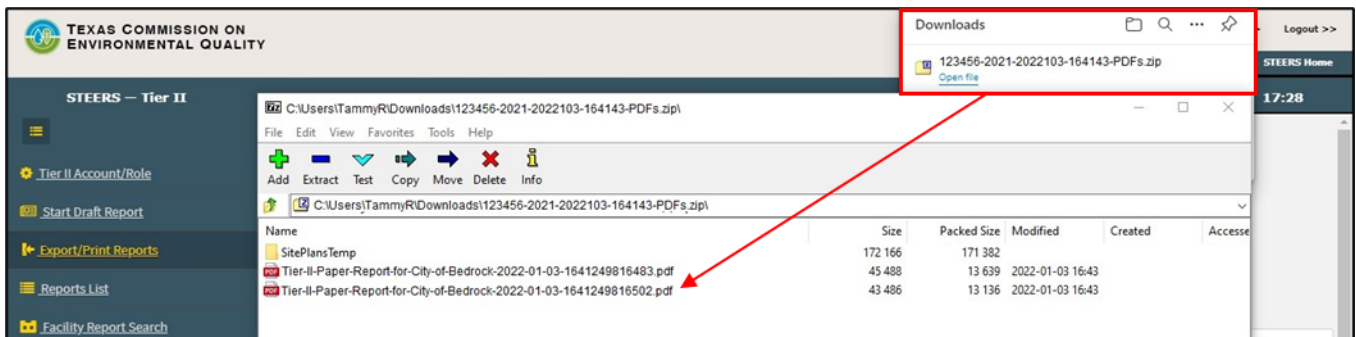 TEXAS COMMISSION ON
ENVIRONMENTAL QUALITY
Downloads
Logout >>
123456-2021-2022103-164143-PDFs.zip
Open file
STEERS Home
STEERS — Tier II
17:28
C:\Users\TammyR\Downloads\123456-2021-2022103-164143-PDFs.zip\
File Edit View Favorites Tools Help
Add Extract Test Copy Move Delete Info
Tier II Account/Role
Start Draft Report
C:\Users\TammyR\Downloads\123456-2021-2022103-164143-PDFs.zip\
Name Size Packed Size Modified Created Accesse
Export/Print Reports
SitePlansTemp 172 166 171 382
Tier-II-Paper-Report-for-City-of-Bedrock-2022-01-03-1641249816483.pdf 45 488 13 639 2022-01-03 16:43
Reports List
Tier-II-Paper-Report-for-City-of-Bedrock-2022-01-03-1641249816502.pdf 43 486 13 136 2022-01-03 16:43
Facility Report Search